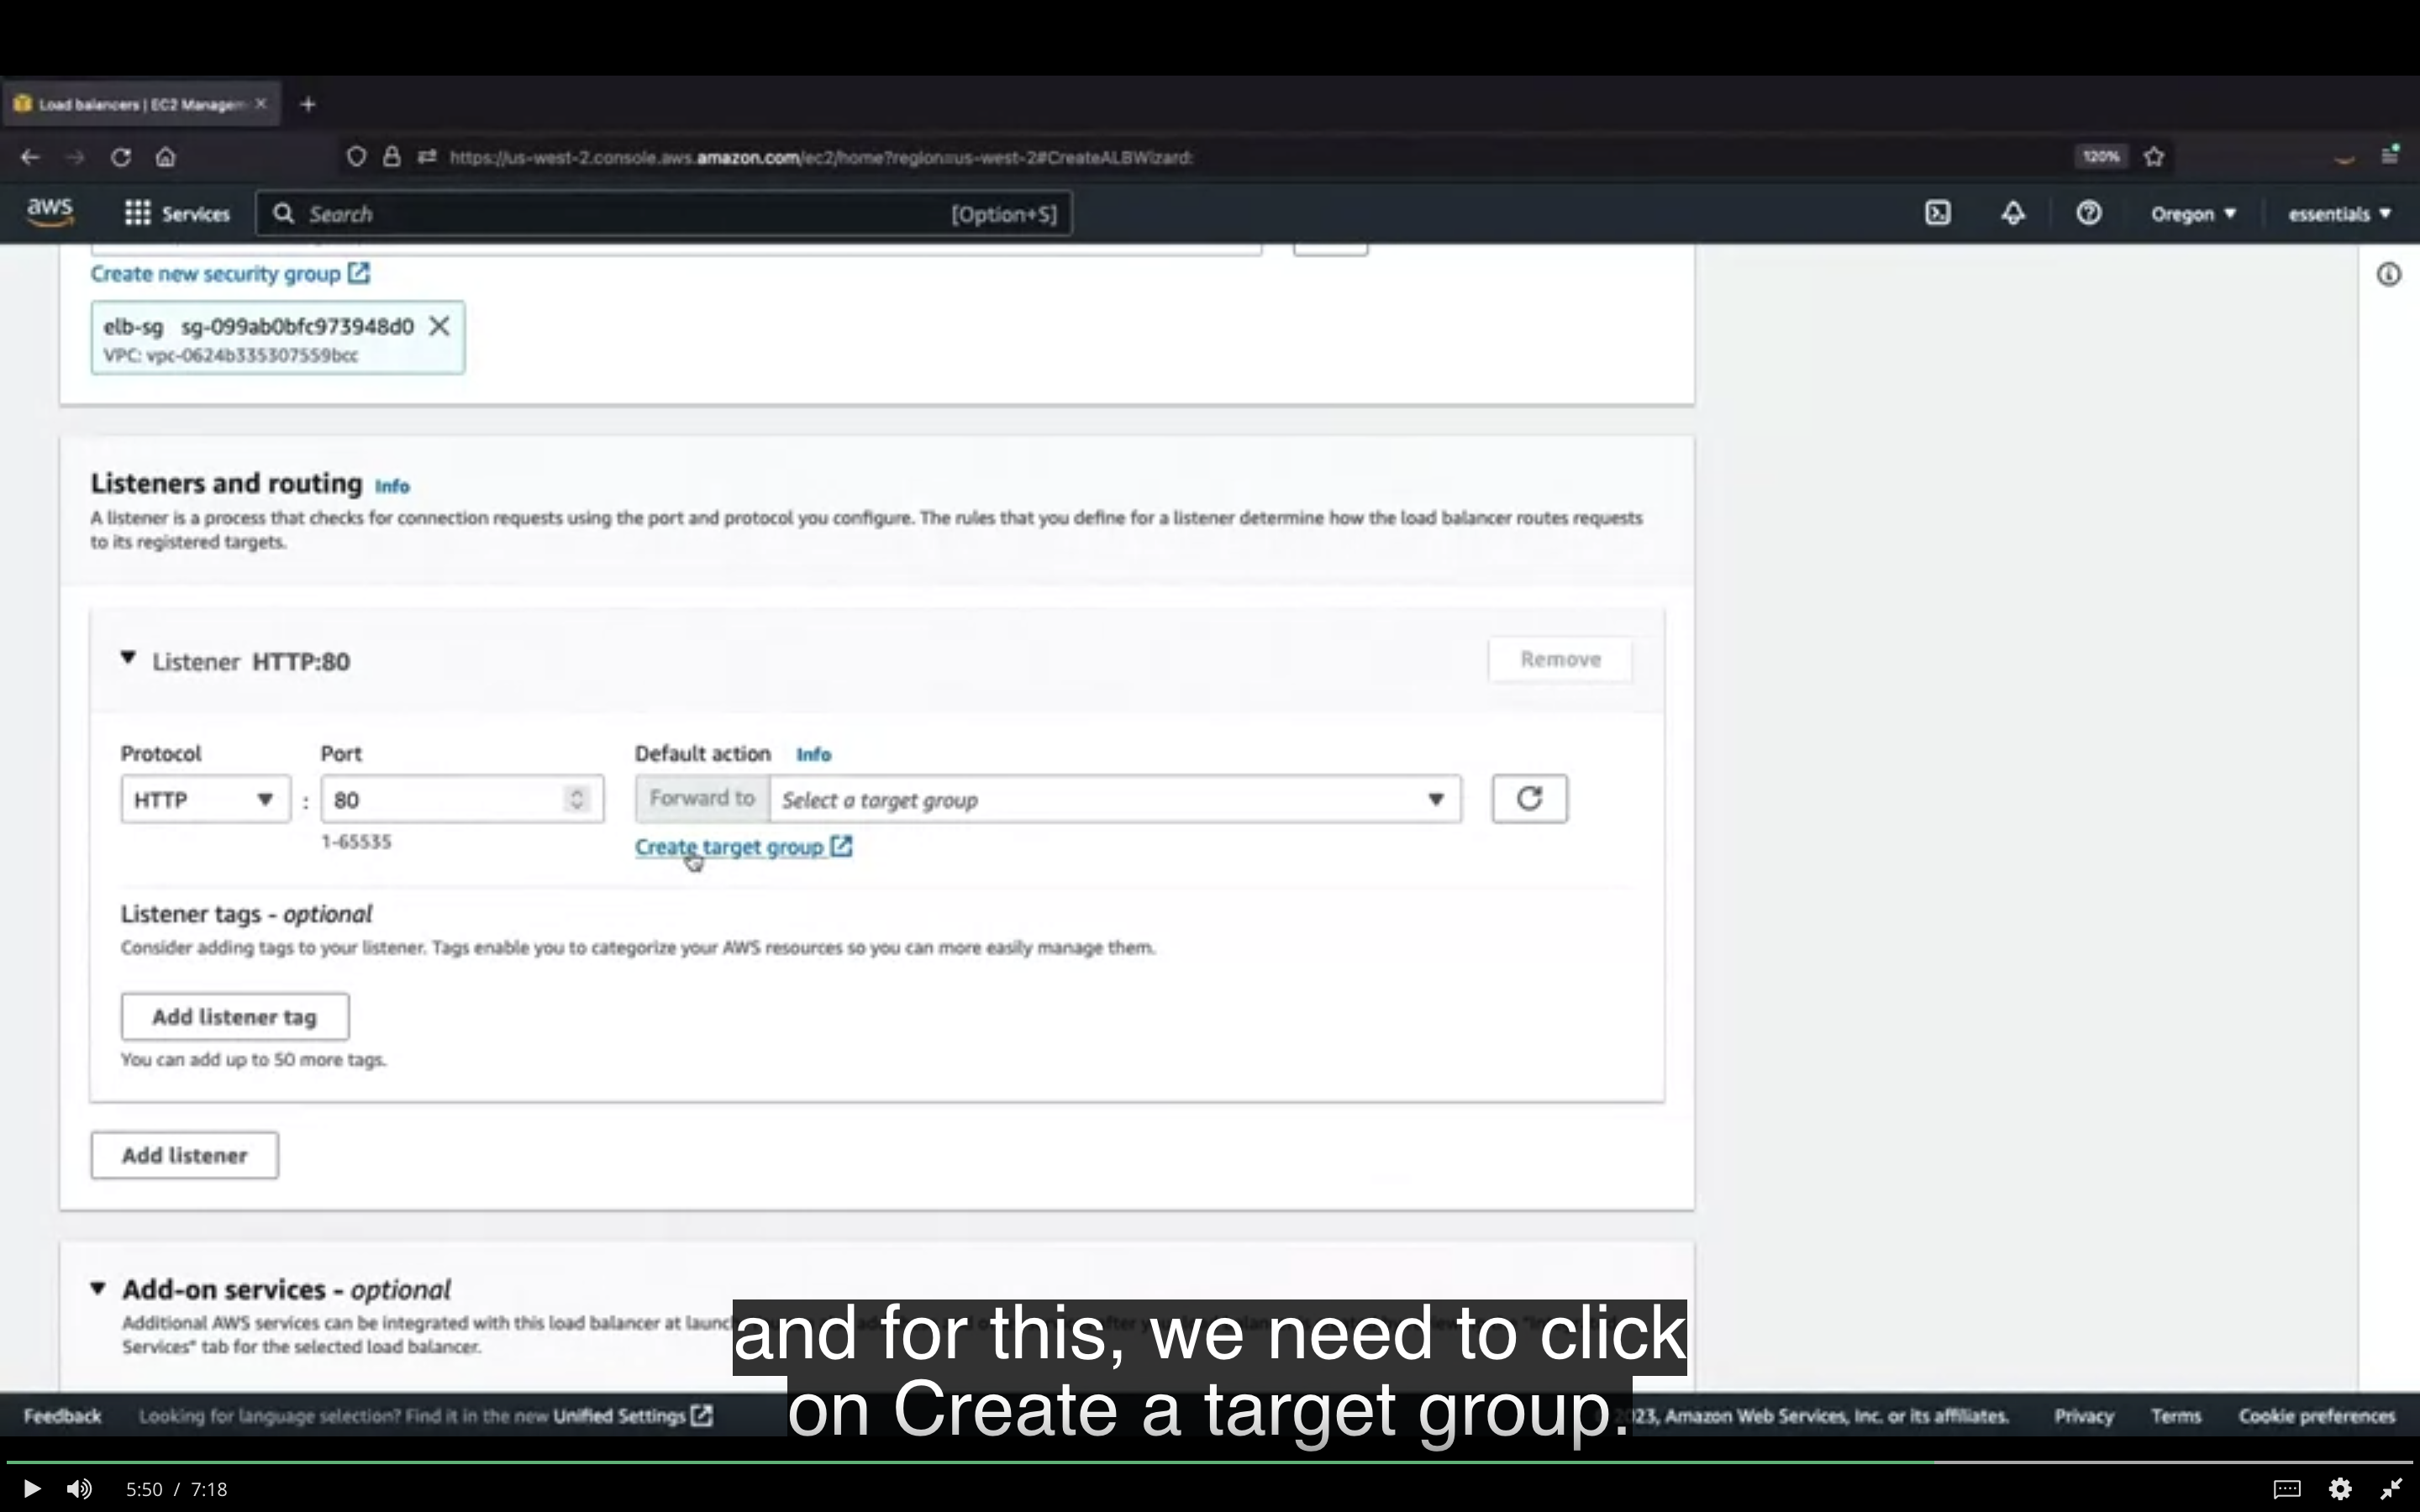 Load balancers | EC2 Managem
https://us-west-2.console.aws.amazon.com/ec2/home?region=us-west-2#CreateALBWizard:
120%
aws
Services
Search
[Option+S]
Oregon
essentials
Create new security group
elb-sg sg-099ab0bfc973948d0
VPC: vpc-0624b335307559bcc
Listeners and routing Info
A listener is a process that checks for connection requests using the port and protocol you configure. The rules that you define for a listener determine how the load balancer routes requests
to its registered targets.
Listener HTTP:80
Remove
Protocol
Port
Default action Info
HTTP
:
80
Forward to
Select a target group
1-65535
Create target group
Listener tags - optional
Consider adding tags to your listener. Tags enable you to categorize your AWS resources so you can more easily manage them.
Add listener tag
You can add up to 50 more tags.
Add listener
Add-on services - optional
Additional AWS services can be integrated with this load balancer at launc
Services" tab for the selected load balancer.
and for this, we need to click
on Create a target group.
Feedback
Looking for language selection? Find it in the new Unified Settings
23, Amazon Web Services, Inc. or its affiliates.
Privacy
Terms
Cookie preferences
5:50 / 7:18